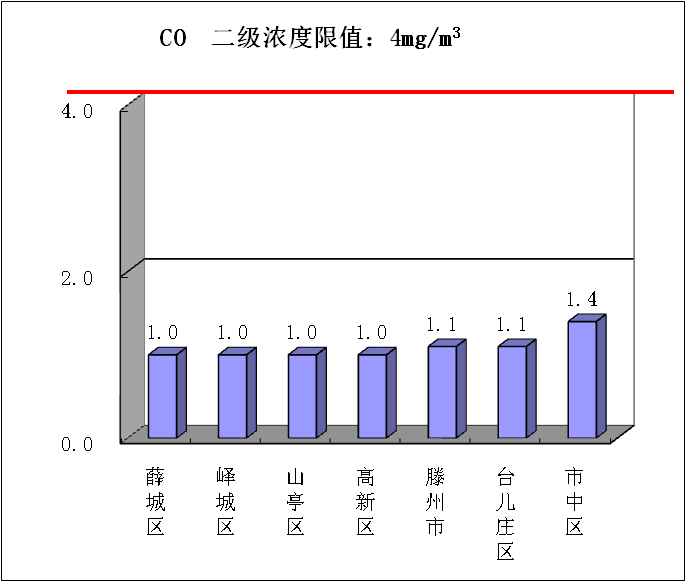 CO 二级浓度限值：4mg/m³
4.0
2.0
0.0
1.0
1.0
1.0
1.0
1.1
1.1
1.4
薛城区
峄城区
山亭区
高新区
滕州市
台儿庄区
市中区